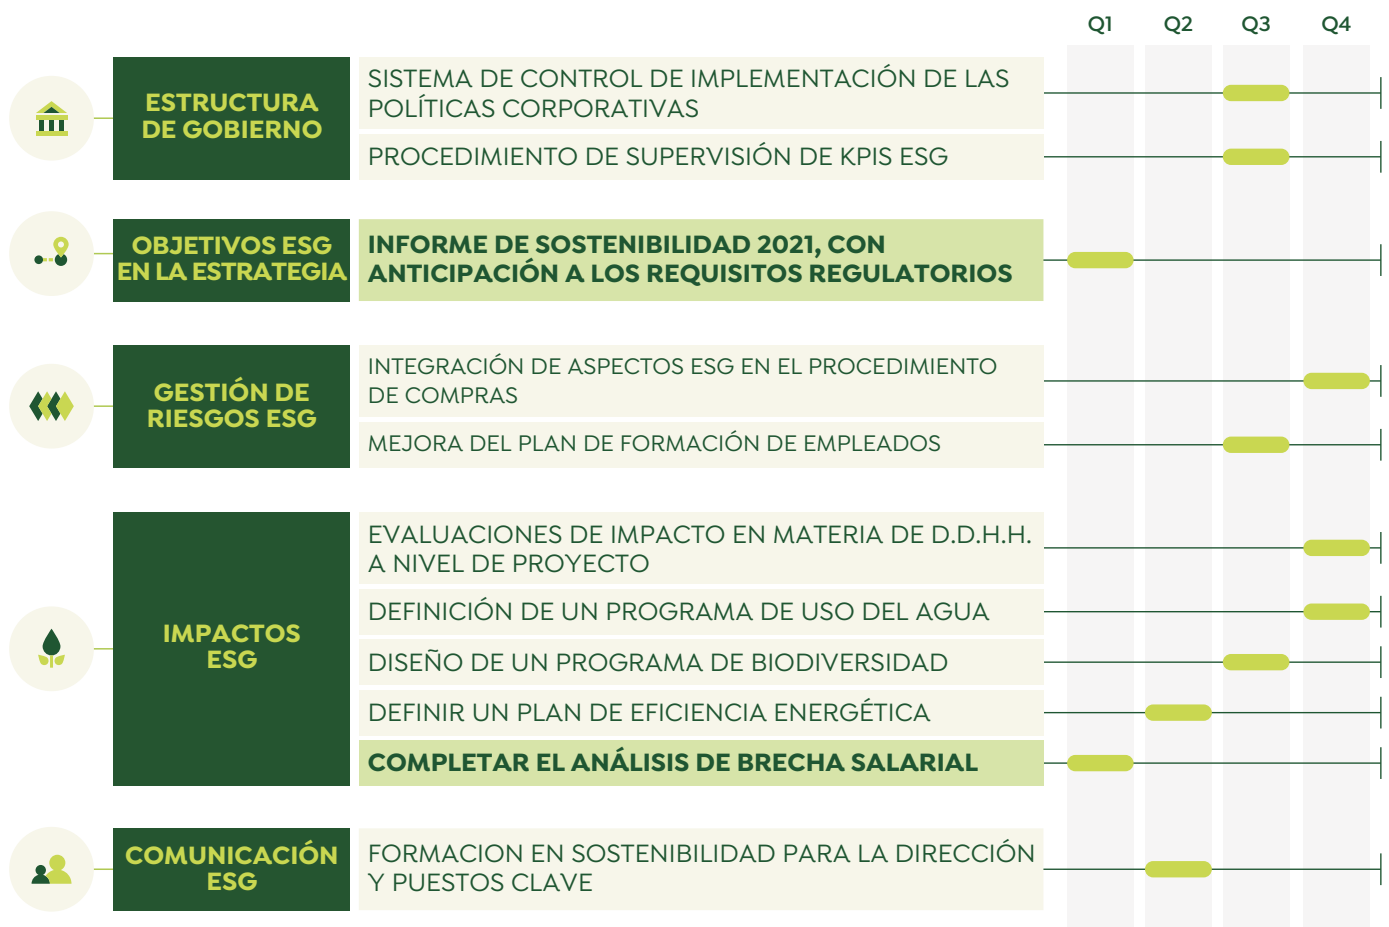 Q1 Q2 Q3 Q4
ESTRUCTURA
DE GOBIERNO
SISTEMA DE CONTROL DE IMPLEMENTACIÓN DE LAS
POLÍTICAS CORPORATIVAS
PROCEDIMIENTO DE SUPERVISIÓN DE KPIS ESG
OBJETIVOS ESG
EN LA ESTRATEGIA
INFORME DE SOSTENIBILIDAD 2021, CON
ANTICIPACIÓN A LOS REQUISITOS REGULATORIOS
GESTIÓN DE
RIESGOS ESG
INTEGRACIÓN DE ASPECTOS ESG EN EL PROCEDIMIENTO
DE COMPRAS
MEJORA DEL PLAN DE FORMACIÓN DE EMPLEADOS
IMPACTOS
ESG
EVALUACIONES DE IMPACTO EN MATERIA DE D.D.H.H.
A NIVEL DE PROYECTO
DEFINICIÓN DE UN PROGRAMA DE USO DEL AGUA
DISEÑO DE UN PROGRAMA DE BIODIVERSIDAD
DEFINIR UN PLAN DE EFICIENCIA ENERGÉTICA
COMPLETAR EL ANÁLISIS DE BRECHA SALARIAL
COMUNICACIÓN
ESG
FORMACION EN SOSTENIBILIDAD PARA LA DIRECCIÓN
Y PUESTOS CLAVE